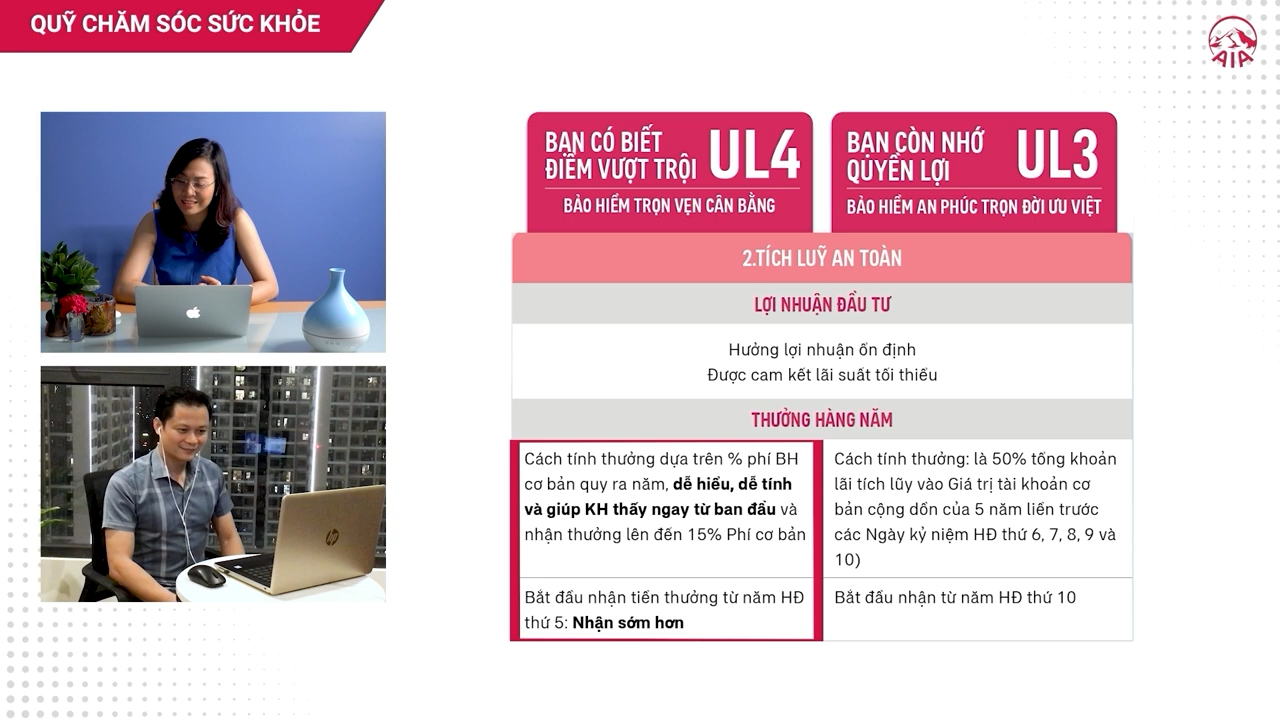 QUỸ CHĂM SÓC SỨC KHỎE
AIA
BẠN CÓ BIẾT
ĐIỂM VƯỢT TRỘI
UL4
BẢO HIỂM TRỌN VẸN CÂN BẰNG
BẠN CÒN NHỚ
QUYỀN LỢI
UL3
BẢO HIỂM AN PHÚC TRỌN ĐỜI ƯU VIỆT
2.TÍCH LUỸ AN TOÀN
LỢI NHUẬN ĐẦU TƯ
Hưởng lợi nhuận ổn định
Được cam kết lãi suất tối thiểu
THƯỞNG HÀNG NĂM
Cách tính thưởng dựa trên % phí BH
cơ bản quy ra năm, dễ hiểu, dễ tính
và giúp KH thấy ngay từ ban đầu và
nhận thưởng lên đến 15% Phí cơ bản
Cách tính thưởng: là 50% tổng khoản
lãi tích lũy vào Giá trị tài khoản cơ
bản cộng dồn của 5 năm liền trước
các Ngày kỷ niệm HĐ thứ 6, 7, 8, 9 và
10)
Bắt đầu nhận tiền thưởng từ năm HĐ
thứ 5: Nhận sớm hơn
Bắt đầu nhận từ năm HĐ thứ 10
hp